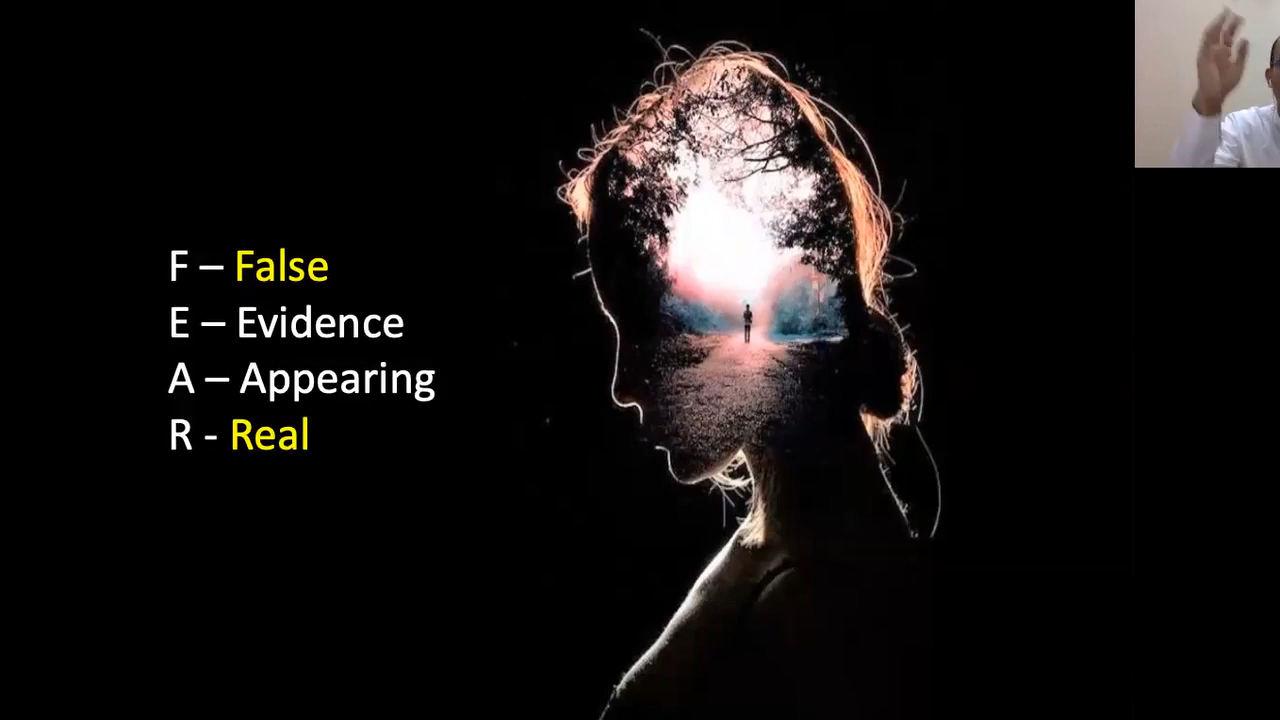 F – False
E – Evidence
A – Appearing
R - Real